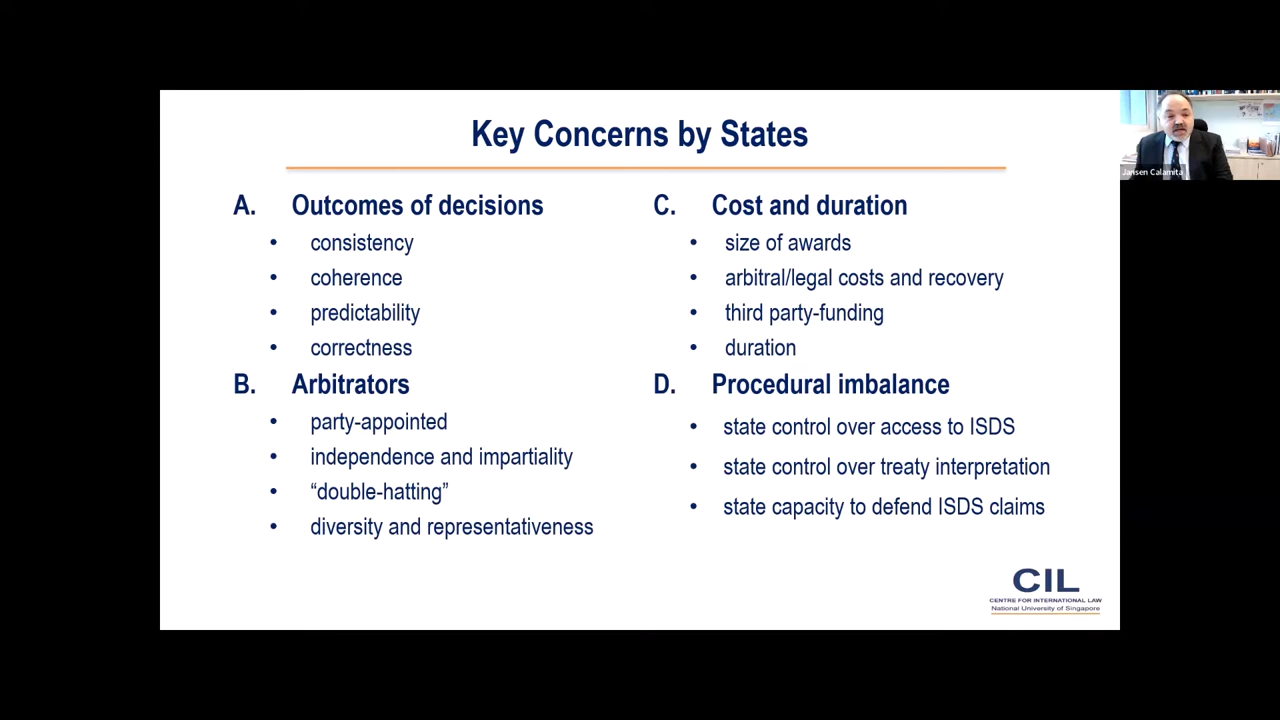 Key Concerns by States
A. Outcomes of decisions
• consistency
• coherence
• predictability
• correctness
B. Arbitrators
• party-appointed
• independence and impartiality
• “double-hatting”
• diversity and representativeness
C. Cost and duration
• size of awards
• arbitral/legal costs and recovery
• third party-funding
• duration
D. Procedural imbalance
• state control over access to ISDS
• state control over treaty interpretation
• state capacity to defend ISDS claims
CIL
CENTRE FOR INTERNATIONAL LAW
National University of Singapore
Jansen Calamita